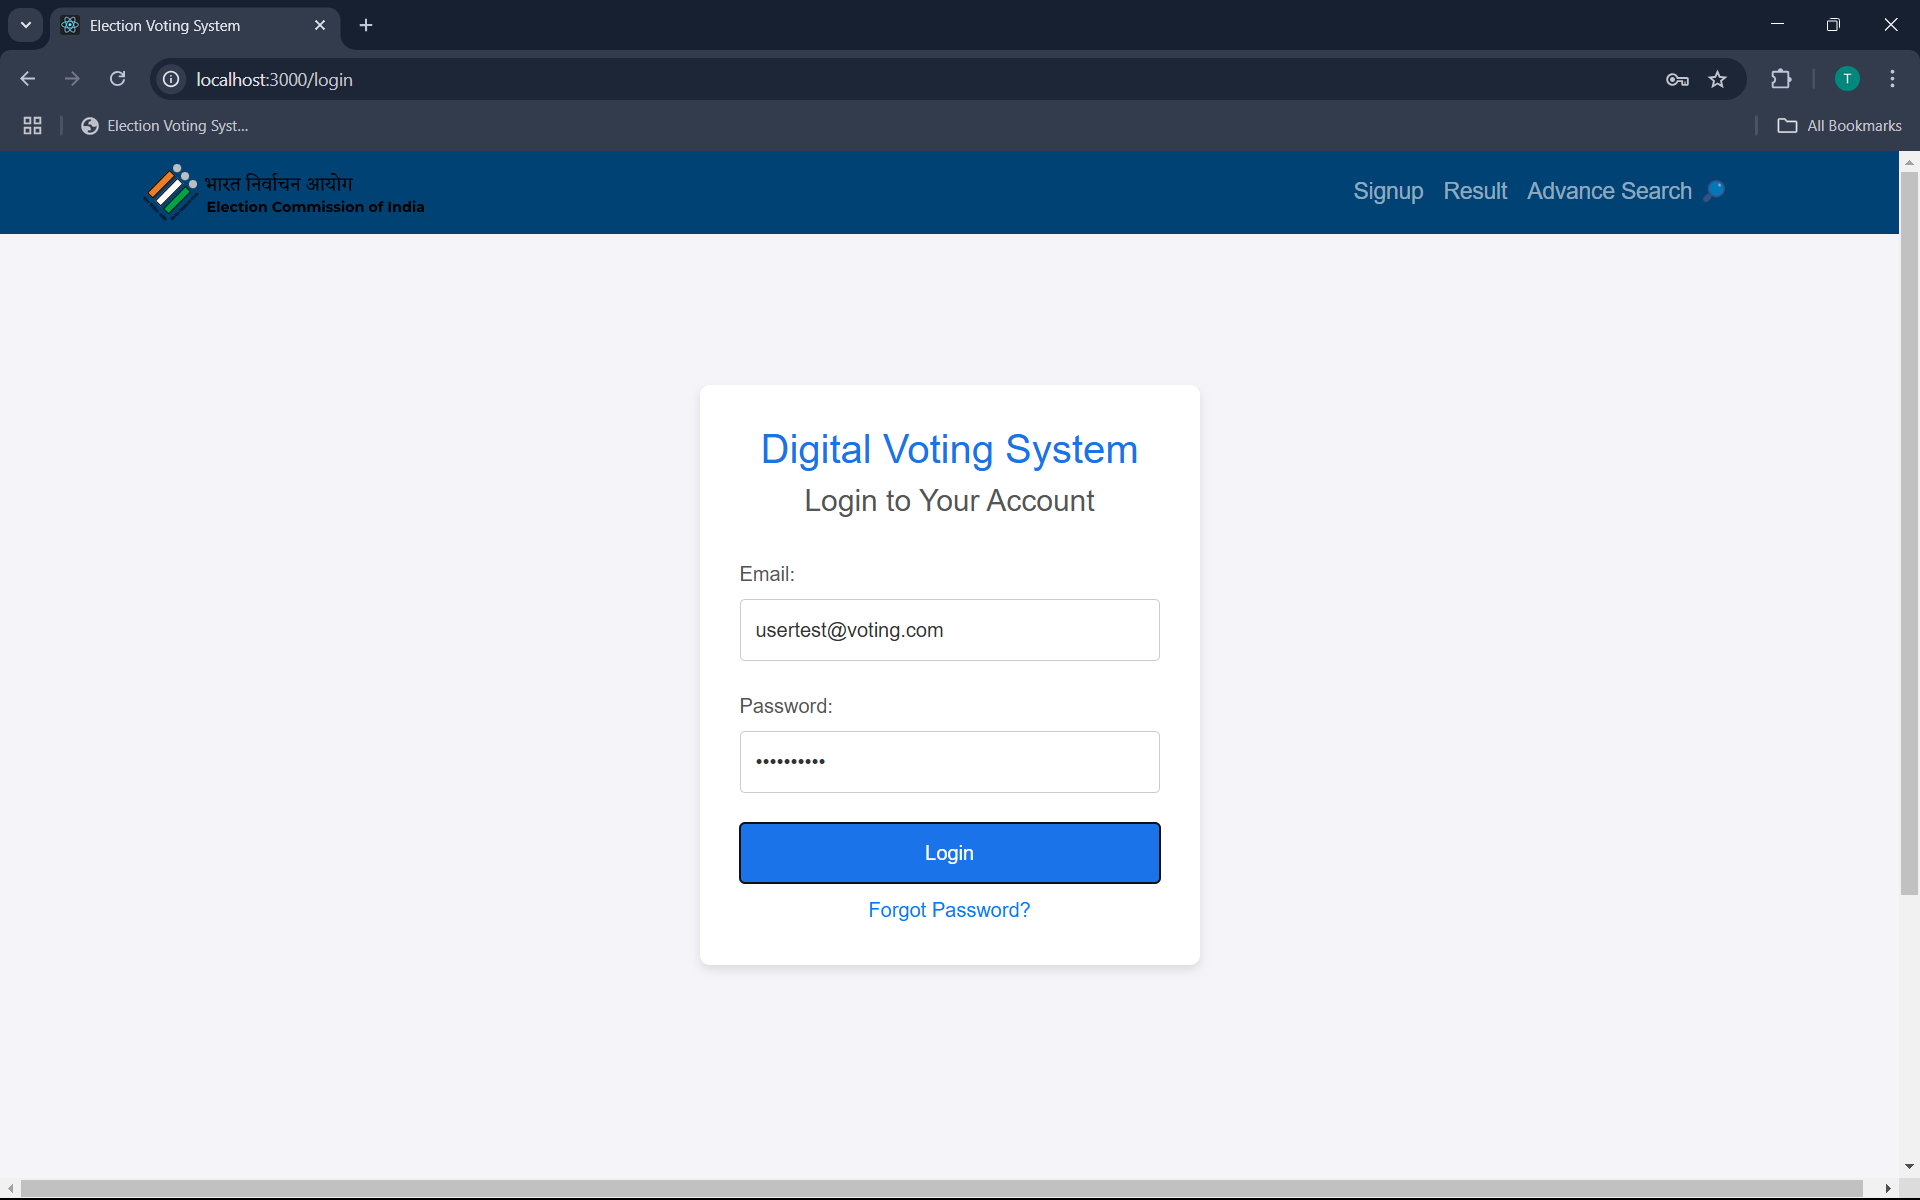 Election Voting System
localhost:3000/login
T
Election Voting Syst...
All Bookmarks
भारत निर्वाचन आयोग
Election Commission of India
Signup Result Advance Search
Digital Voting System
Login to Your Account
Email:
usertest@voting.com
Password:
••••••••••
Login
Forgot Password?